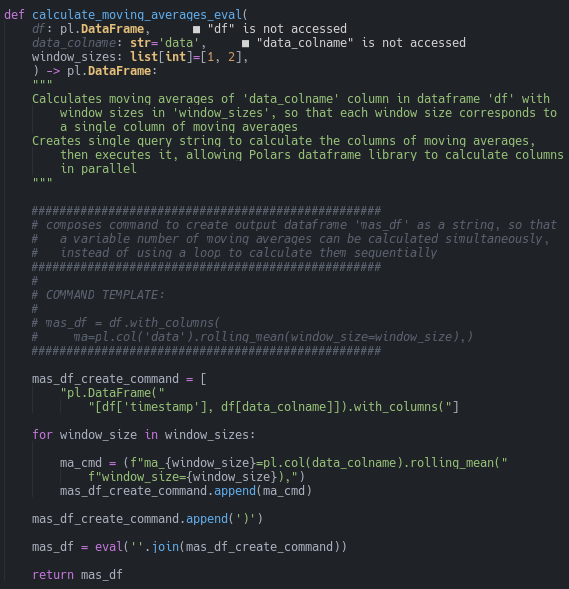 def calculate_moving_averages_eval(
    df: pl.DataFrame,      ■ "df" is not accessed
    data_colname: str='data',     ■ "data_colname" is not accessed
    window_sizes: list[int]=[1, 2],
    ) -> pl.DataFrame:
    """
    Calculates moving averages of 'data_colname' column in dataframe 'df' with
        window sizes in 'window_sizes', so that each window size corresponds to
        a single column of moving averages
    Creates single query string to calculate the columns of moving averages,
        then executes it, allowing Polars dataframe library to calculate columns
        in parallel
    """

    ##################################################
    # composes command to create output dataframe 'mas_df' as a string, so that
    #   a variable number of moving averages can be calculated simultaneously,
    #   instead of using a loop to calculate them sequentially
    ##################################################
    #
    # COMMAND TEMPLATE:
    #
    # mas_df = df.with_columns(
    #     ma=pl.col('data').rolling_mean(window_size=window_size),)
    ##################################################

    mas_df_create_command = [
        "pl.DataFrame("
            "[df['timestamp'], df[data_colname]]).with_columns("]

    for window_size in window_sizes:

        ma_cmd = (f"ma_{window_size}=pl.col(data_colname).rolling_mean("
            f"window_size={window_size}),")
        mas_df_create_command.append(ma_cmd)

    mas_df_create_command.append(')')

    mas_df = eval(''.join(mas_df_create_command))

    return mas_df